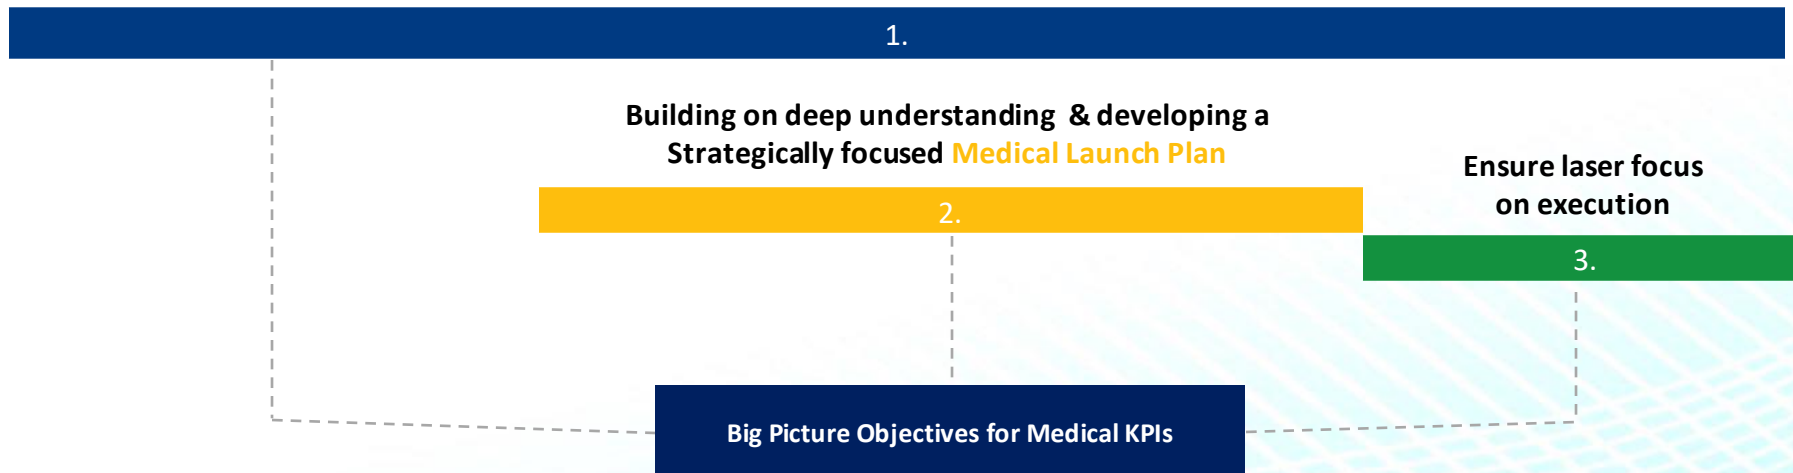 1.
Building on deep understanding & developing a
Strategically focused Medical Launch Plan
2.
Ensure laser focus
on execution
3.
Big Picture Objectives for Medical KPIs